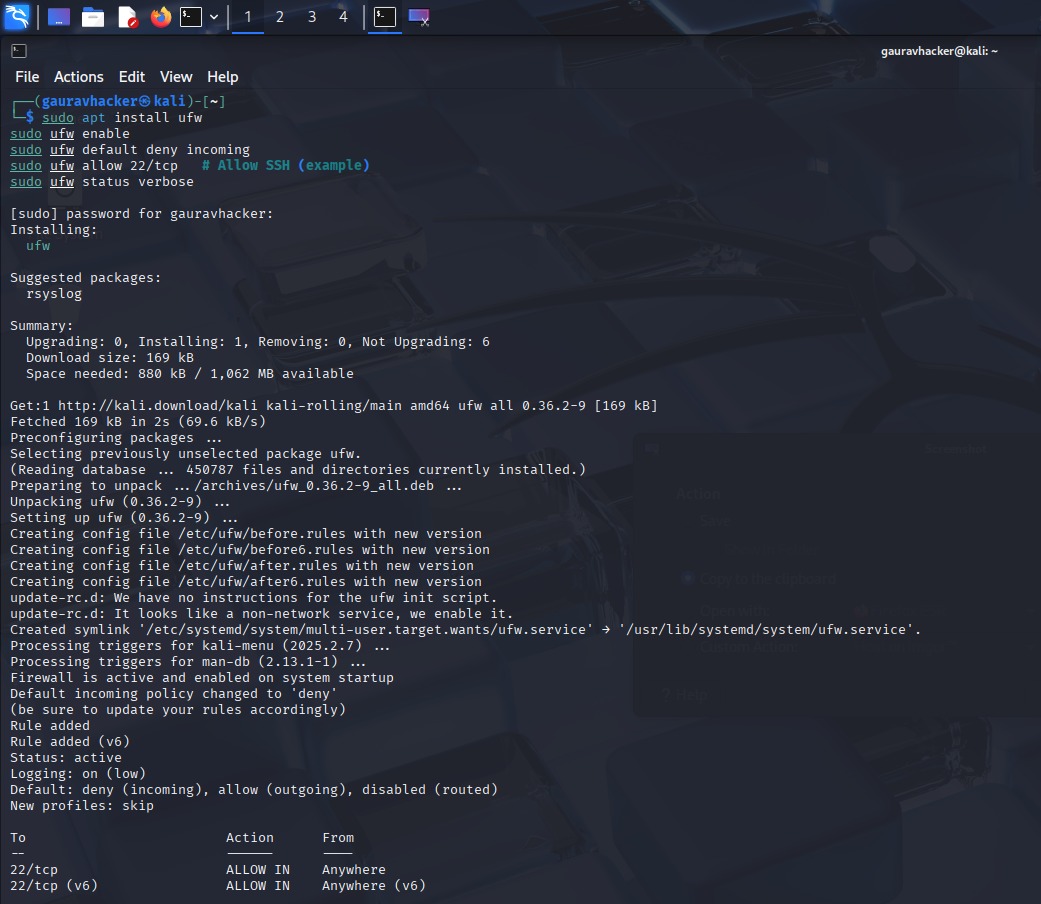 1 2 3 4
gauravhacker@kali: ~
File Actions Edit View Help
┌──(gauravhacker㉿kali)-[~]
└─$ sudo apt install ufw
sudo ufw enable
sudo ufw default deny incoming
sudo ufw allow 22/tcp   # Allow SSH (example)
sudo ufw status verbose
[sudo] password for gauravhacker:
Installing:
  ufw
Suggested packages:
  rsyslog
Summary:
  Upgrading: 0, Installing: 1, Removing: 0, Not Upgrading: 6
  Download size: 169 kB
  Space needed: 880 kB / 1,062 MB available
Get:1 http://kali.download/kali kali-rolling/main amd64 ufw all 0.36.2-9 [169 kB]
Fetched 169 kB in 2s (69.6 kB/s)
Preconfiguring packages ...
Selecting previously unselected package ufw.
(Reading database ... 450787 files and directories currently installed.)
Preparing to unpack .../archives/ufw_0.36.2-9_all.deb ...
Unpacking ufw (0.36.2-9) ...
Setting up ufw (0.36.2-9) ...
Creating config file /etc/ufw/before.rules with new version
Creating config file /etc/ufw/before6.rules with new version
Creating config file /etc/ufw/after.rules with new version
Creating config file /etc/ufw/after6.rules with new version
update-rc.d: We have no instructions for the ufw init script.
update-rc.d: It looks like a non-network service, we enable it.
Created symlink '/etc/systemd/system/multi-user.target.wants/ufw.service' → '/usr/lib/systemd/system/ufw.service'.
Processing triggers for kali-menu (2025.2.7) ...
Processing triggers for man-db (2.13.1-1) ...
Firewall is active and enabled on system startup
Default incoming policy changed to 'deny'
(be sure to update your rules accordingly)
Rule added
Rule added (v6)
Status: active
Logging: on (low)
Default: deny (incoming), allow (outgoing), disabled (routed)
New profiles: skip
To                         Action      From
--                         ------      ----
22/tcp                     ALLOW IN    Anywhere
22/tcp (v6)                ALLOW IN    Anywhere (v6)
Screenshot
Action
Copy to the clipboard
Help